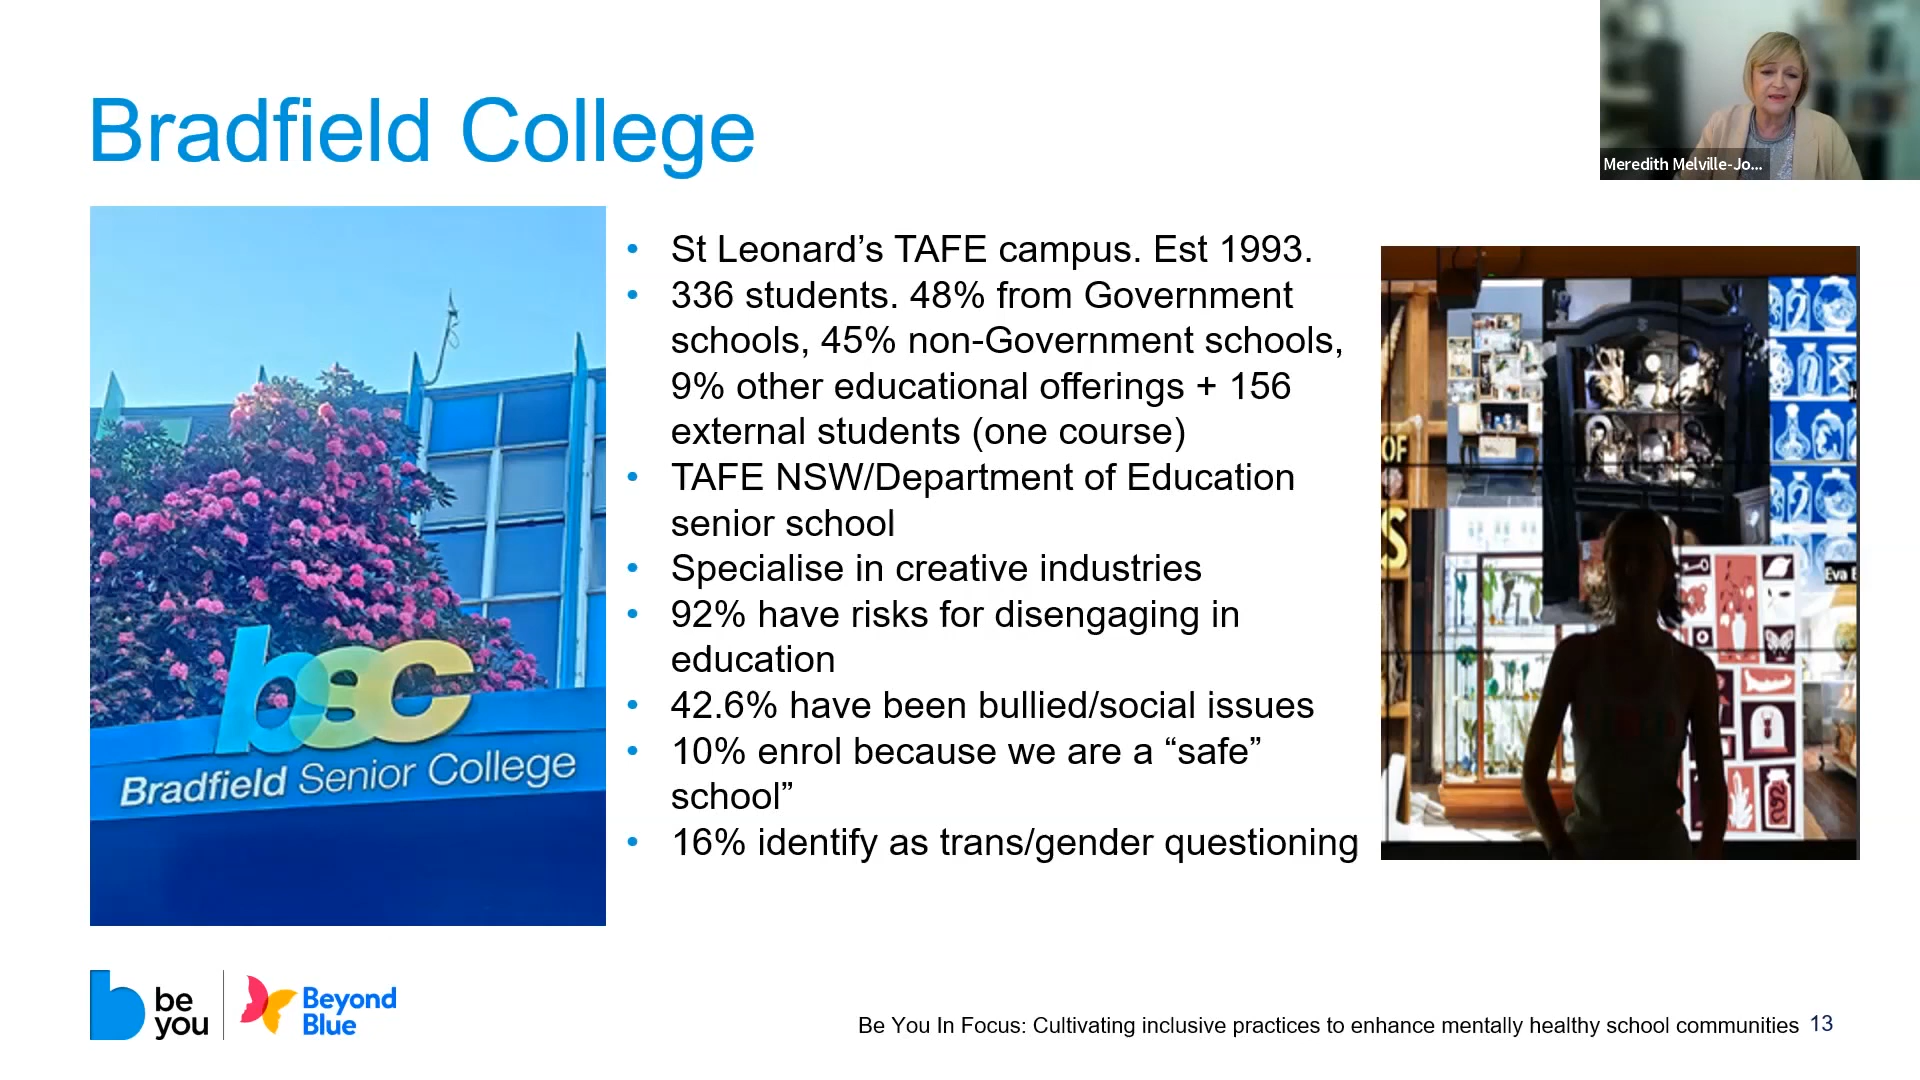 Bradfield College
Meredith Melville-Jo...
St Leonard’s TAFE campus. Est 1993.
336 students. 48% from Government
schools, 45% non-Government schools,
9% other educational offerings + 156
external students (one course)
TAFE NSW/Department of Education
senior school
Specialise in creative industries
92% have risks for disengaging in
education
42.6% have been bullied/social issues
10% enrol because we are a “safe”
school”
16% identify as trans/gender questioning
bsc
Bradfield Senior College
OF
S
be
you
Beyond
Blue
Be You In Focus: Cultivating inclusive practices to enhance mentally healthy school communities 13